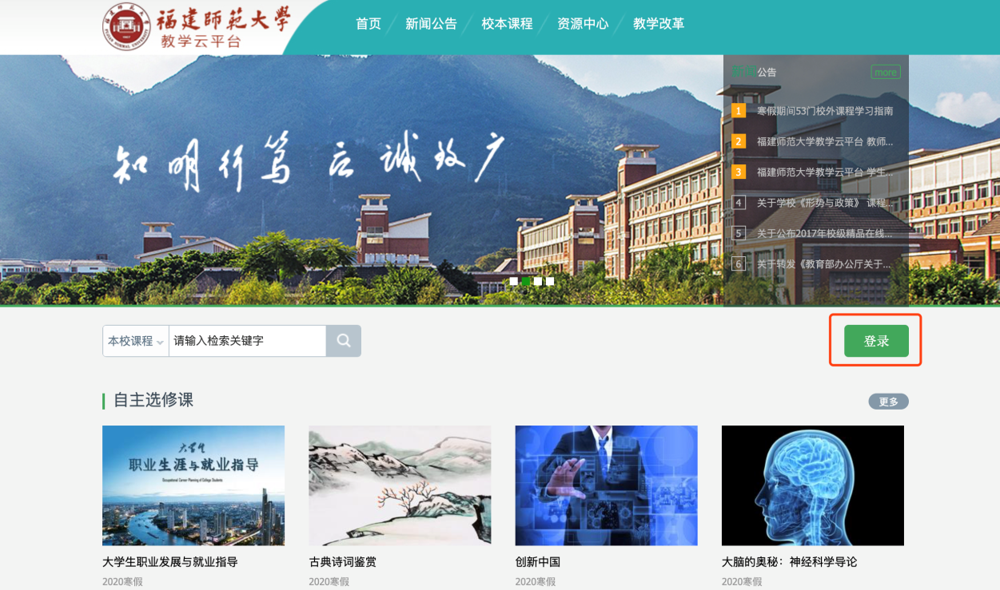 福建师范大學
教学云平台
首页 新闻公告 校本课程 资源中心 教学改革
知明行笃 立诚致广
公告 more
1 寒假期间53门校外课程学习指南
2 福建师范大学教学云平台 教师...
3 福建师范大学教学云平台 学生...
4 关于学校《形势与政策》 课程...
5 关于公布2017年校级精品在线...
6 关于转发《教育部办公厅关于...
本校课程 请输入检索关键字
登录
自主选修课 更多
大学生
职业生涯与就业指导
Occupational Career Planning of College Students
大学生职业发展与就业指导 古典诗词鉴赏 创新中国 大脑的奥秘：神经科学导论
2020寒假 2020寒假 2020寒假 2020寒假